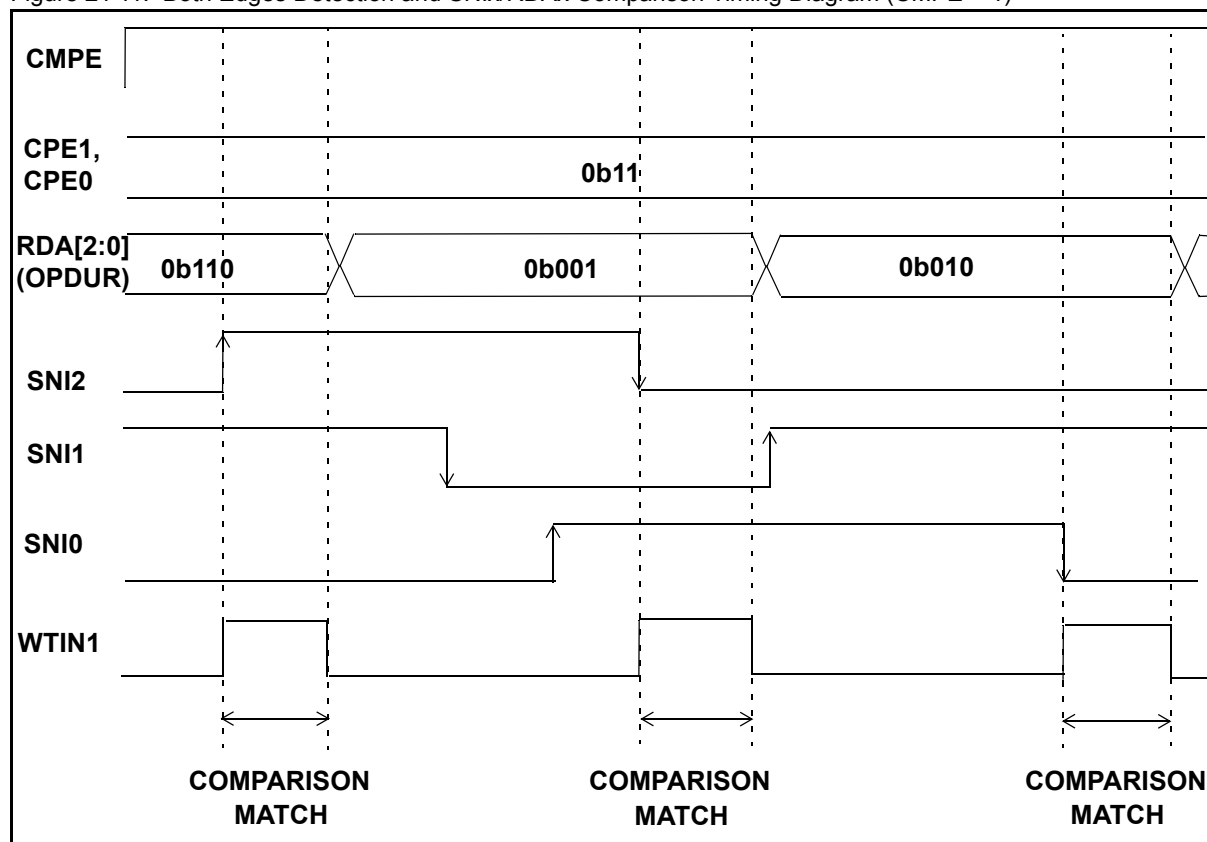 CMPE
CPE1,
CPE0
0b11
RDA[2:0]
(OPDUR)
0b110
0b001
0b010
SNI2
SNI1
SNI0
WTIN1
COMPARISON
MATCH
COMPARISON
MATCH
COMPARISON
MATCH